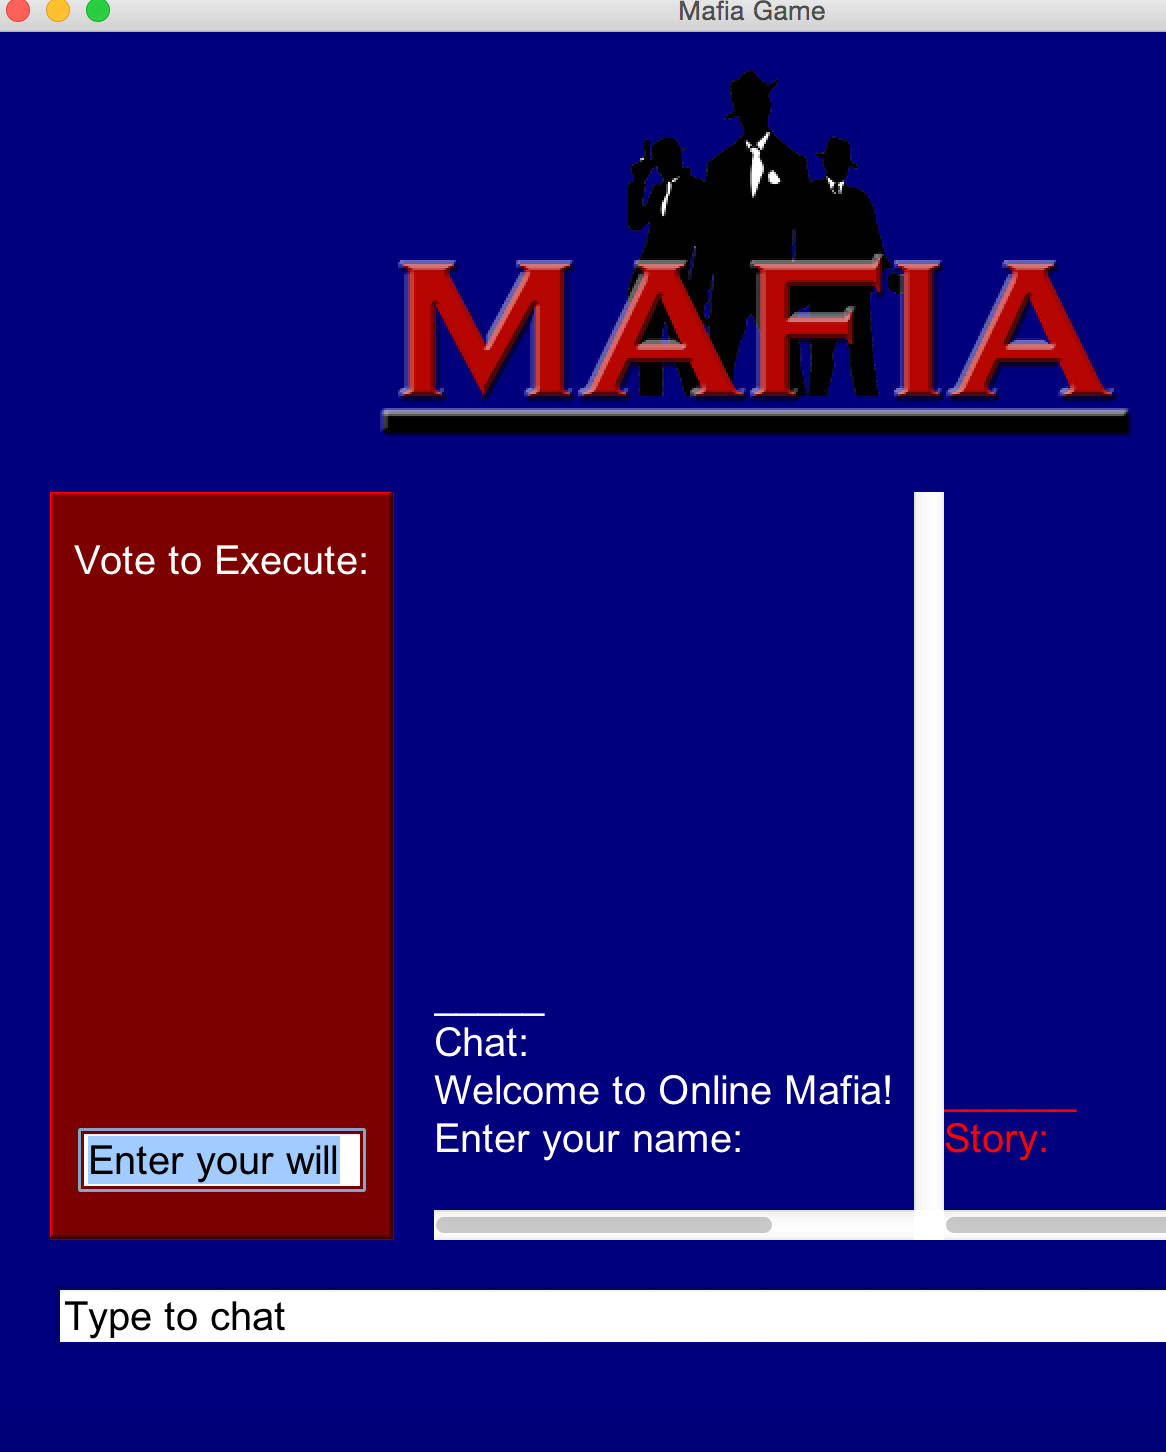 Mafia Game
MAFIA
Vote to Execute:
Enter your will
Chat:
Welcome to Online Mafia!
Enter your name:
Story:
Type to chat